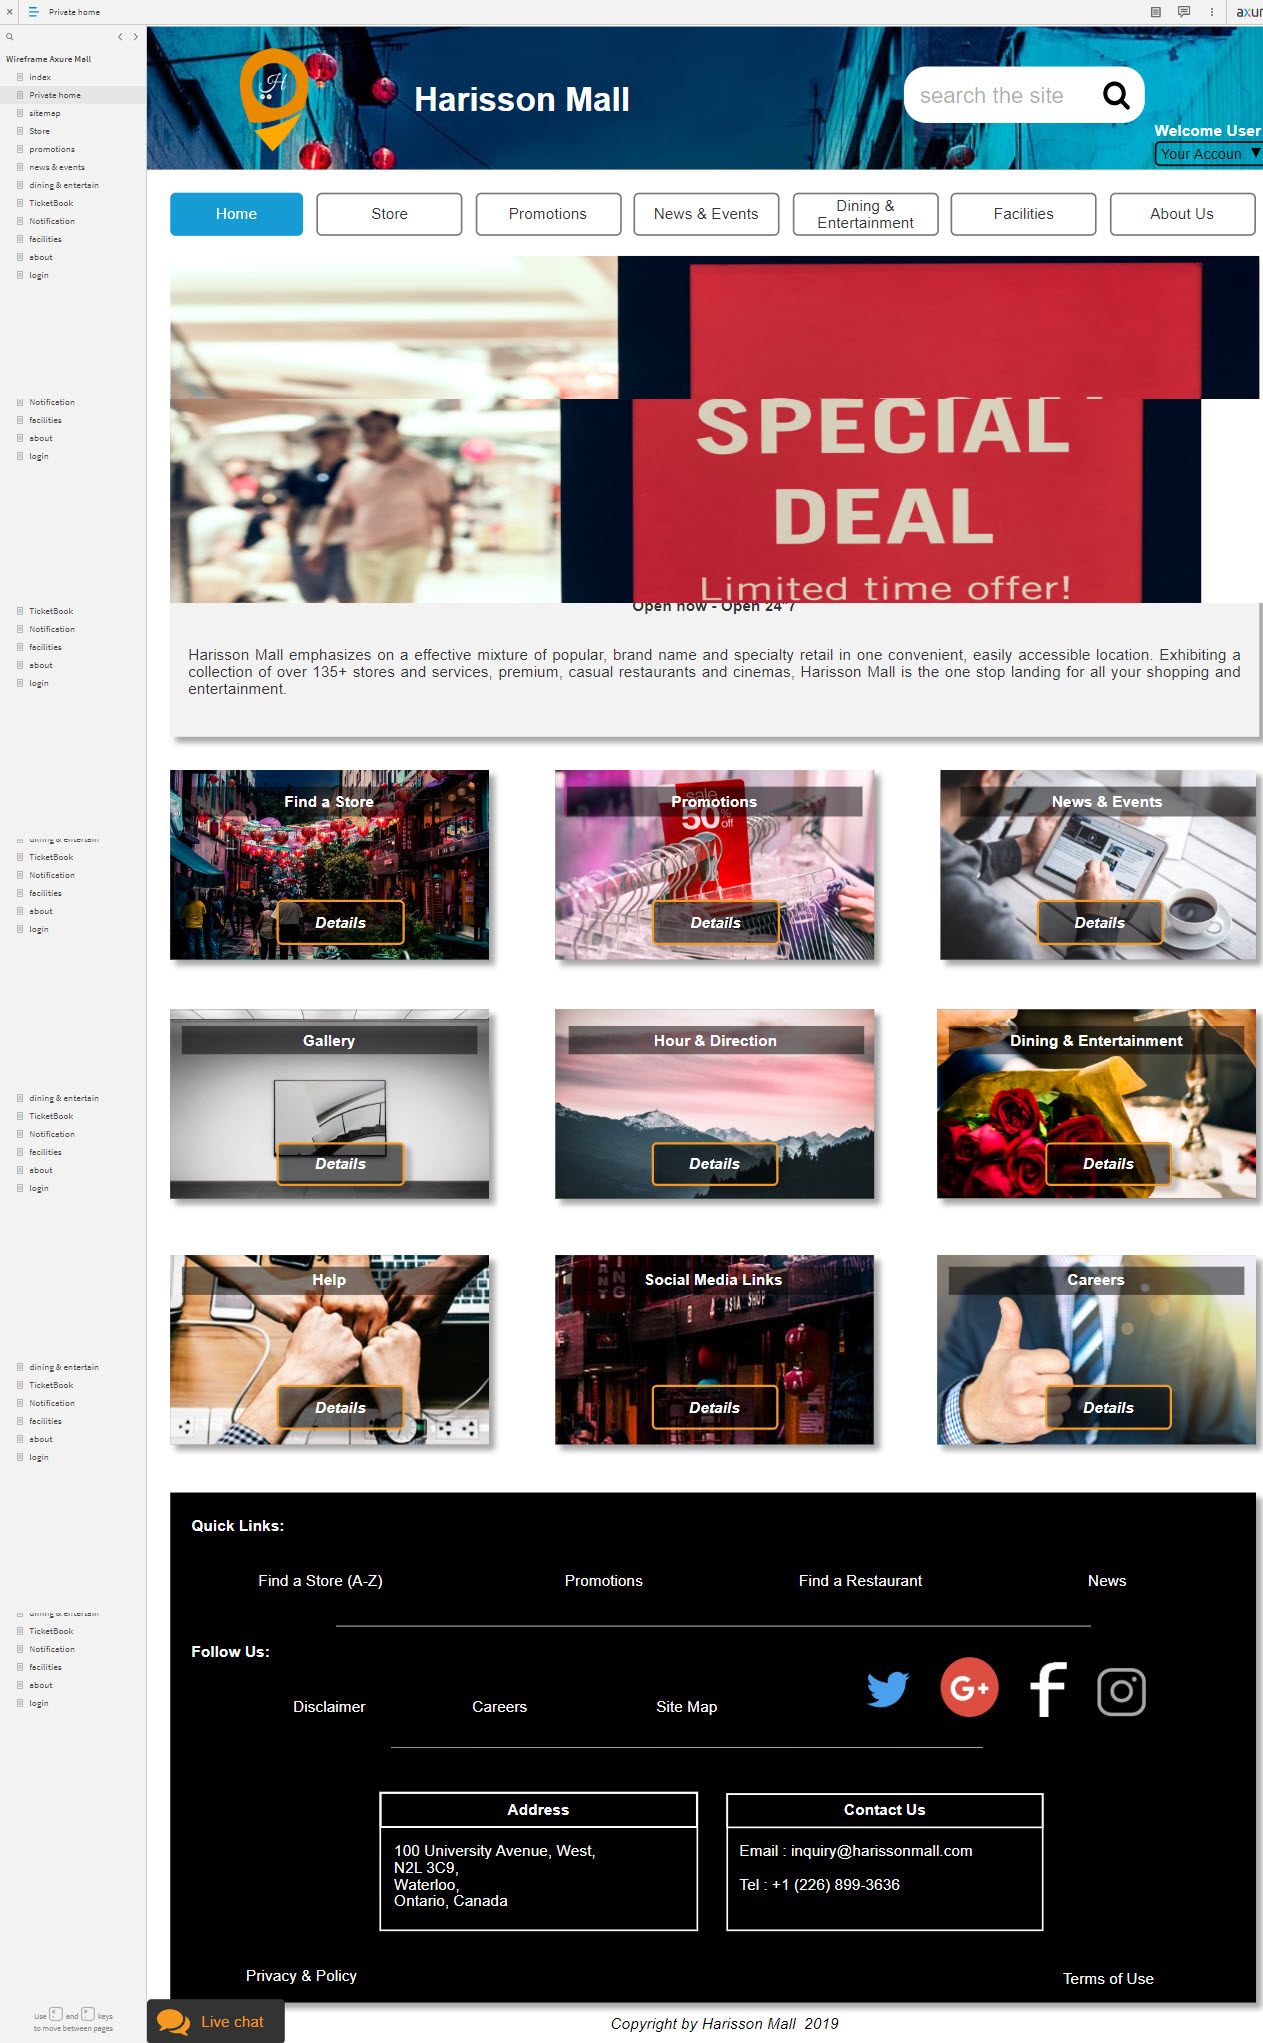 Private home
axur
Wireframe Axure Mall
index
Private home
sitemap
Store
promotions
news & events
dining & entertain
TicketBook
Notification
facilities
about
login
Notification
facilities
about
login
TicketBook
Notification
facilities
about
login
dining & entertain
TicketBook
Notification
facilities
about
login
dining & entertain
TicketBook
Notification
facilities
about
login
dining & entertain
TicketBook
Notification
facilities
about
login
dining & entertain
TicketBook
Notification
facilities
about
login
Use < and > keys
to move between pages
H
Harisson Mall
search the site
Welcome User
Your Accoun
Home
Store
Promotions
News & Events
Dining &
Entertainment
Facilities
About Us
SPECIAL
DEAL
Limited time offer!
Open now - Open 24*7
Harisson Mall emphasizes on a effective mixture of popular, brand name and specialty retail in one convenient, easily accessible location. Exhibiting a
collection of over 135+ stores and services, premium, casual restaurants and cinemas, Harisson Mall is the one stop landing for all your shopping and
entertainment.
Find a Store
Details
Promotions
sale
50%
off
Details
News & Events
Details
Gallery
Details
Hour & Direction
Details
Dining & Entertainment
Details
Help
Details
Social Media Links
ASIA SHOP
Details
Careers
Details
Quick Links:
Find a Store (A-Z)
Promotions
Find a Restaurant
News
Follow Us:
Disclaimer
Careers
Site Map
G+
f
Address
100 University Avenue, West,
N2L 3C9,
Waterloo,
Ontario, Canada
Contact Us
Email : inquiry@harissonmall.com
Tel : +1 (226) 899-3636
Privacy & Policy
Terms of Use
Live chat
Copyright by Harisson Mall 2019